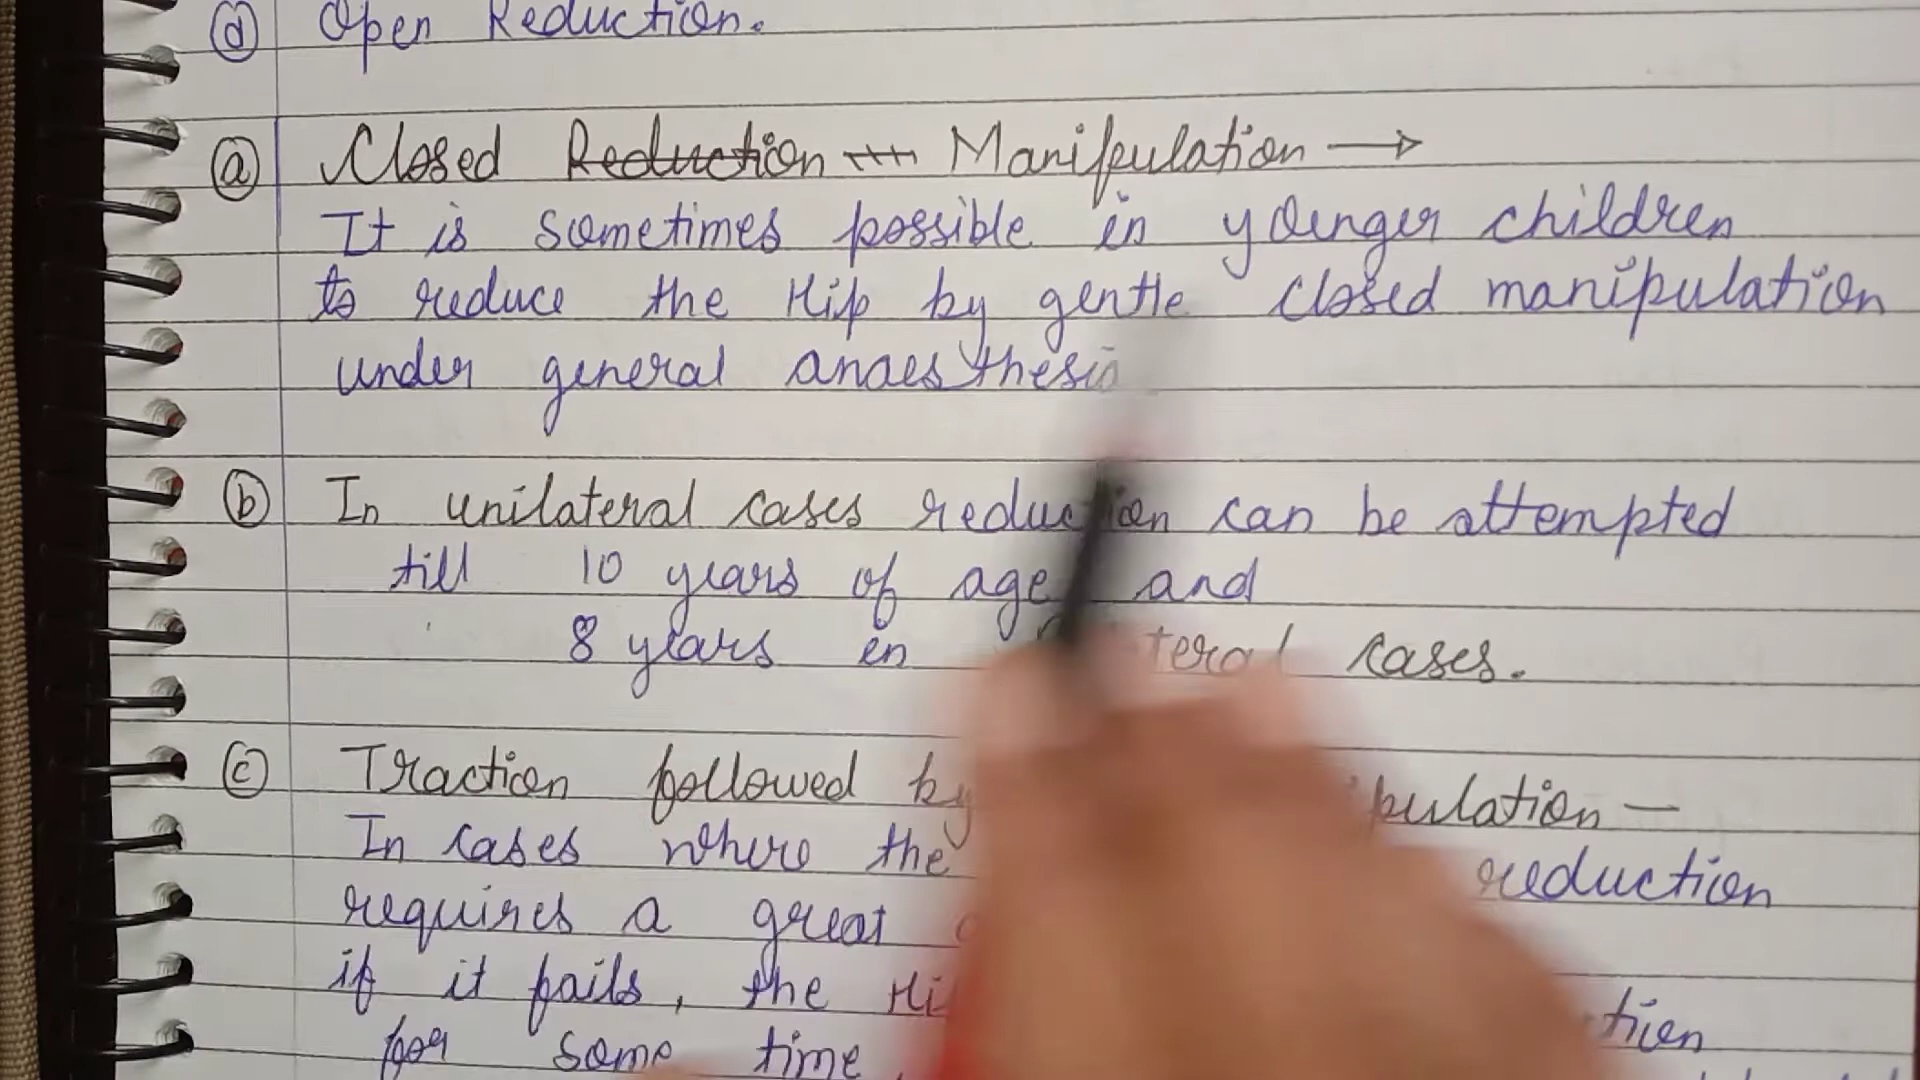 (d) Open Reduction.
(a) Closed Reduction Manipulation →
It is sometimes possible in younger children
to reduce the Hip by gentle closed manipulation
under general anaesthesia
(b) In unilateral cases reduction can be attempted
till 10 years of age and
8 years in cases.
(c) Traction followed by
In cases where the reduction
requires a great
if it fails, the
for some time